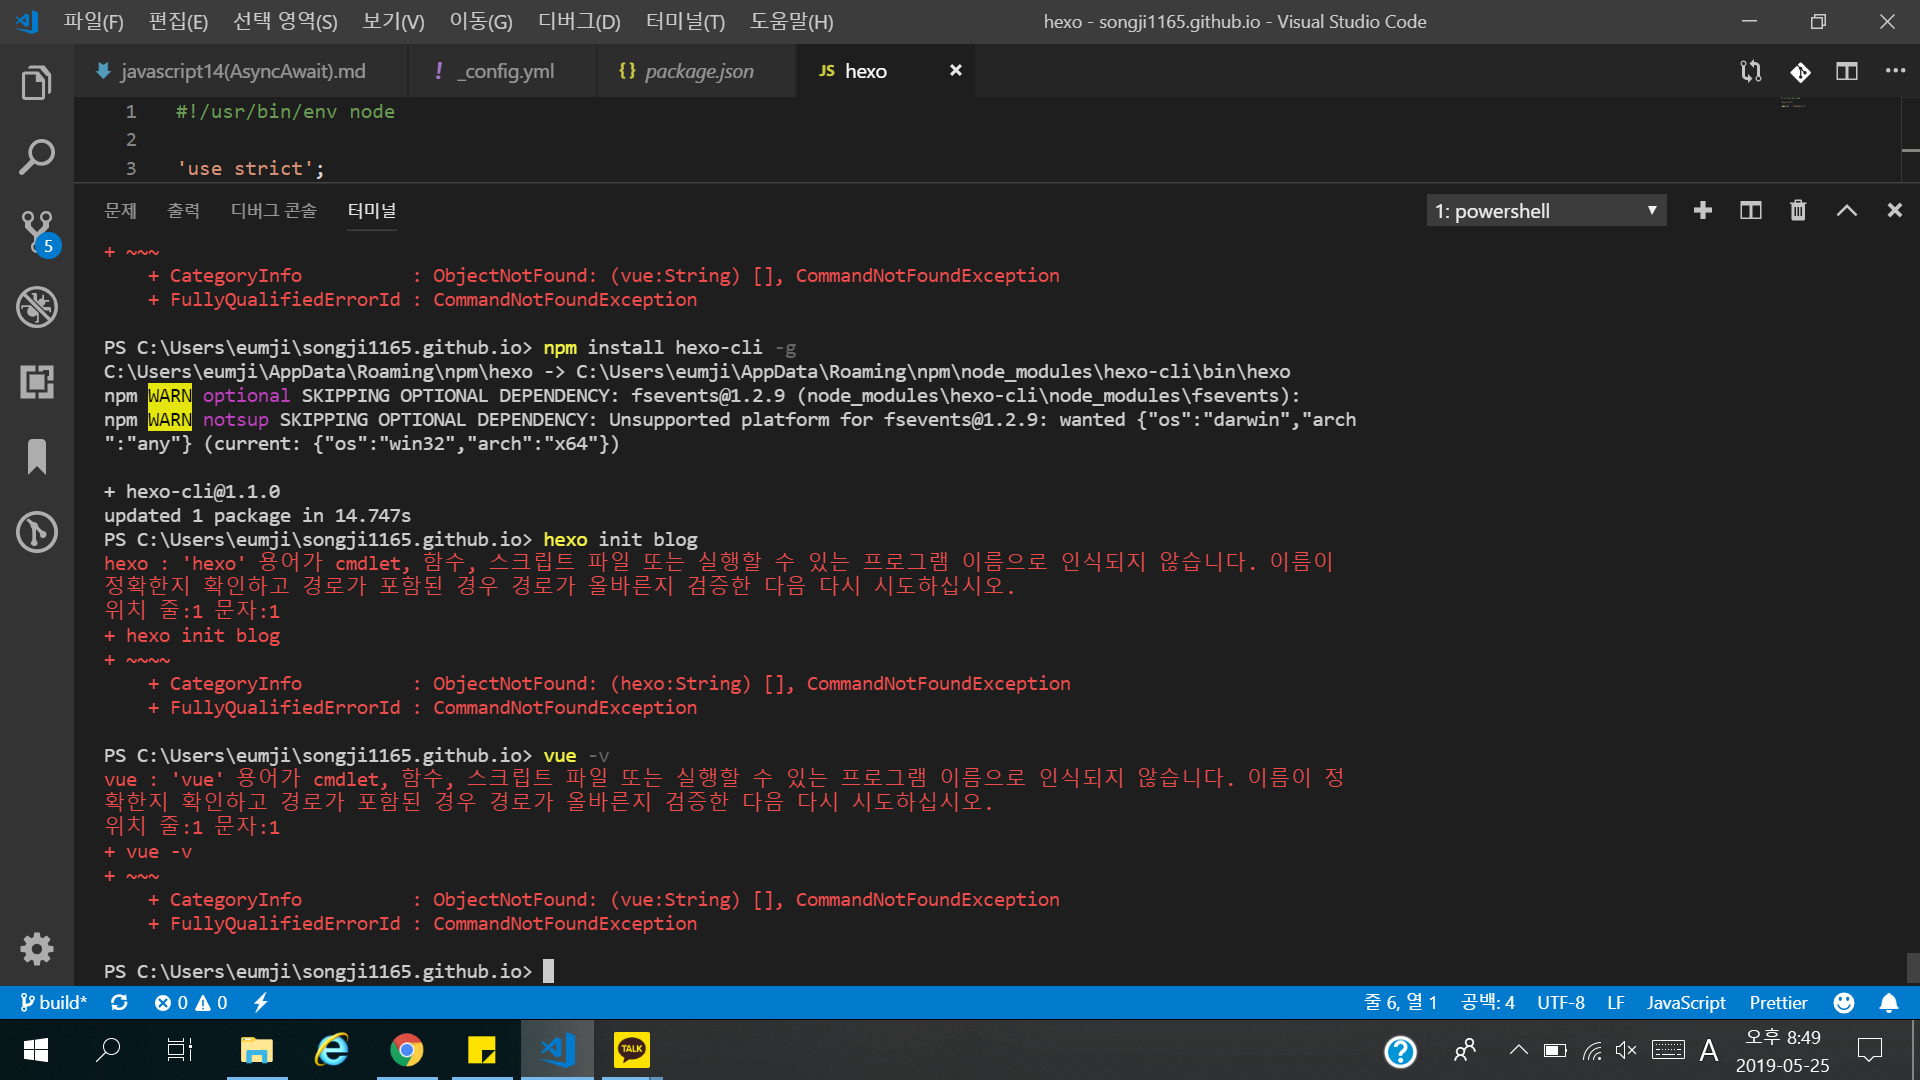 파일(F) 편집(E) 선택 영역(S) 보기(V) 이동(G) 디버그(D) 터미널(T) 도움말(H) hexo - songji1165.github.io - Visual Studio Code
javascript14(AsyncAwait).md ! _config.yml {} package.json JS hexo
1 #!/usr/bin/env node
2
3 'use strict';
문제 출력 디버그 콘솔 터미널 1: powershell
5
+ ~~~
+ CategoryInfo : ObjectNotFound: (vue:String) [], CommandNotFoundException
+ FullyQualifiedErrorId : CommandNotFoundException
PS C:\Users\eumji\songji1165.github.io> npm install hexo-cli -g
C:\Users\eumji\AppData\Roaming\npm\hexo -> C:\Users\eumji\AppData\Roaming\npm\node_modules\hexo-cli\bin\hexo
npm WARN optional SKIPPING OPTIONAL DEPENDENCY: fsevents@1.2.9 (node_modules\hexo-cli\node_modules\fsevents):
npm WARN notsup SKIPPING OPTIONAL DEPENDENCY: Unsupported platform for fsevents@1.2.9: wanted {"os":"darwin","arch
":"any"} (current: {"os":"win32","arch":"x64"})
+ hexo-cli@1.1.0
updated 1 package in 14.747s
PS C:\Users\eumji\songji1165.github.io> hexo init blog
hexo : 'hexo' 용어가 cmdlet, 함수, 스크립트 파일 또는 실행할 수 있는 프로그램 이름으로 인식되지 않습니다. 이름이
정확한지 확인하고 경로가 포함된 경우 경로가 올바른지 검증한 다음 다시 시도하십시오.
위치 줄:1 문자:1
+ hexo init blog
+ ~~~~
+ CategoryInfo : ObjectNotFound: (hexo:String) [], CommandNotFoundException
+ FullyQualifiedErrorId : CommandNotFoundException
PS C:\Users\eumji\songji1165.github.io> vue -v
vue : 'vue' 용어가 cmdlet, 함수, 스크립트 파일 또는 실행할 수 있는 프로그램 이름으로 인식되지 않습니다. 이름이 정
확한지 확인하고 경로가 포함된 경우 경로가 올바른지 검증한 다음 다시 시도하십시오.
위치 줄:1 문자:1
+ vue -v
+ ~~~
+ CategoryInfo : ObjectNotFound: (vue:String) [], CommandNotFoundException
+ FullyQualifiedErrorId : CommandNotFoundException
PS C:\Users\eumji\songji1165.github.io>
build* 0 0 줄 6, 열 1 공백: 4 UTF-8 LF JavaScript Prettier
TALK A 오후 8:49
2019-05-25